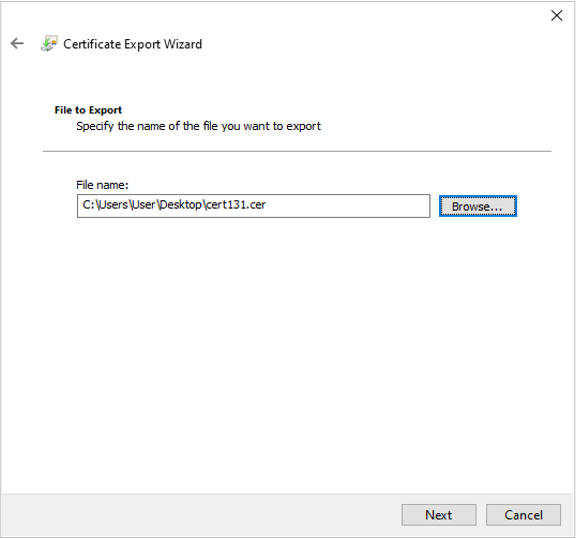 Certificate Export Wizard
File to Export
Specify the name of the file you want to export
File name:
C:\Users\User\Desktop\cert131.cer
Browse...
Next
Cancel